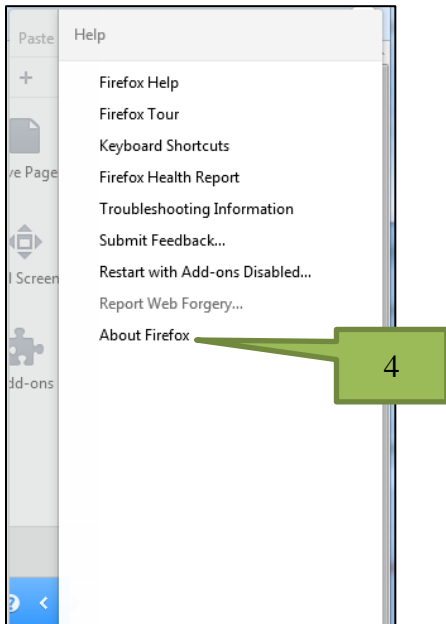 Paste
Help
+
Firefox Help
Firefox Tour
Keyboard Shortcuts
ve Page
Firefox Health Report
Troubleshooting Information
Submit Feedback...
l Screen
Restart with Add-ons Disabled...
Report Web Forgery...
About Firefox
4
dd-ons
? <